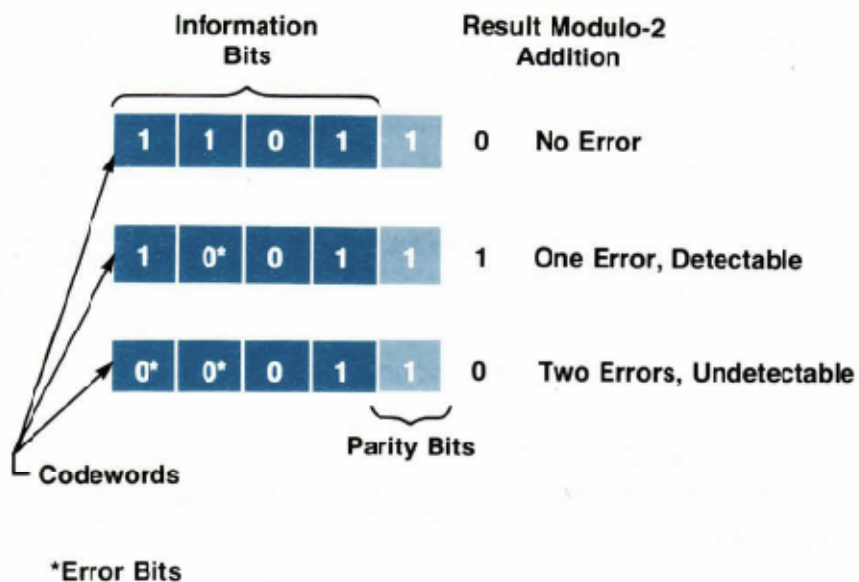 Information Bits
Result Modulo-2 Addition
1 1 0 1 1 0 No Error
1 0* 0 1 1 1 One Error, Detectable
0* 0* 0 1 1 0 Two Errors, Undetectable
Parity Bits
Codewords
*Error Bits